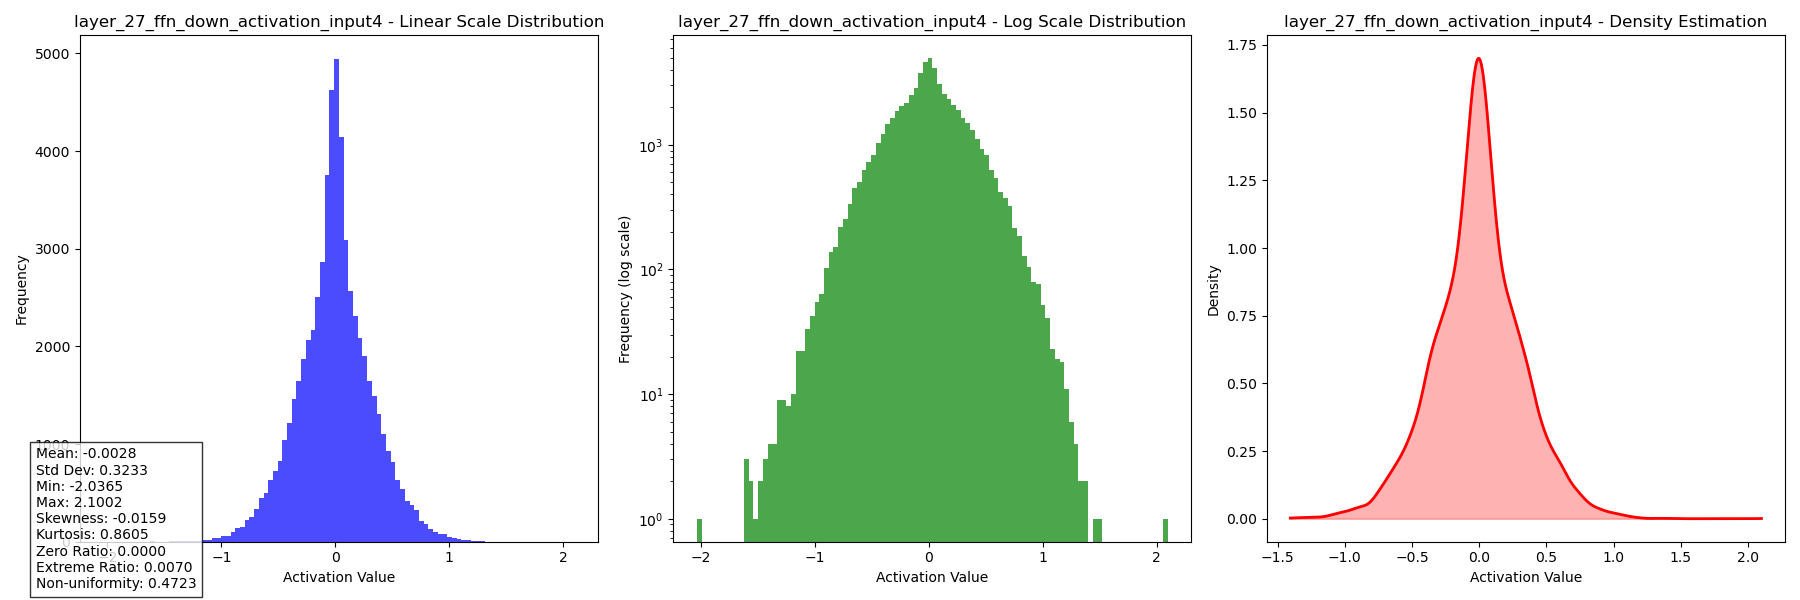 layer_27_ffn_down_activation_input4 - Linear Scale Distribution
5000
4000
3000
2000
1000
0
Frequency
−2
−1
0
1
2
Activation Value
Mean: -0.0028
Std Dev: 0.3233
Min: -2.0365
Max: 2.1002
Skewness: -0.0159
Kurtosis: 0.8605
Zero Ratio: 0.0000
Extreme Ratio: 0.0070
Non-uniformity: 0.4723
layer_27_ffn_down_activation_input4 - Log Scale Distribution
10³
10²
10¹
10⁰
Frequency (log scale)
−2
−1
0
1
2
Activation Value
layer_27_ffn_down_activation_input4 - Density Estimation
1.75
1.50
1.25
1.00
0.75
0.50
0.25
0.00
Density
−1.5
−1.0
−0.5
0.0
0.5
1.0
1.5
2.0
Activation Value